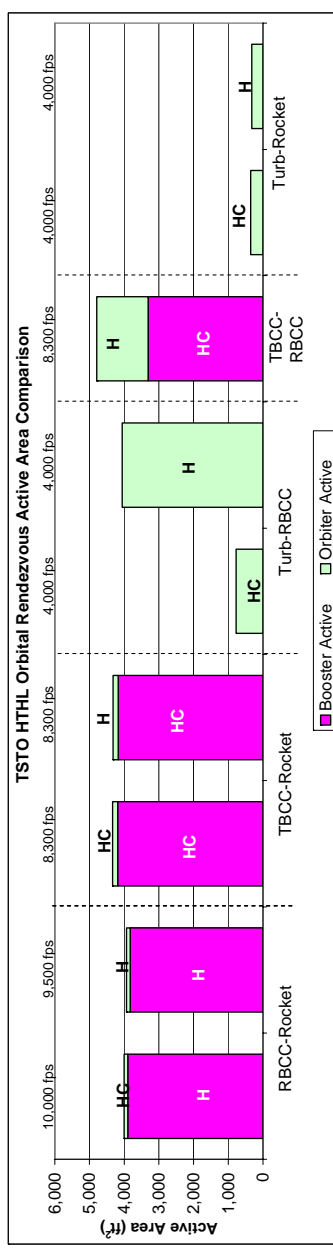 TSTO HTHL Orbital Rendezvous Active Area Comparison
10,000 fps 9,500 fps 8,300 fps 8,300 fps 4,000 fps 4,000 fps 8,300 fps 4,000 fps 4,000 fps
Active Area (ft²)
6,000
5,000
4,000
3,000
2,000
1,000
0
HC H HC H H HC H
H H HC HC HC H HC
RBCC-Rocket TBCC-Rocket Turb-RBCC TBCC-RBCC Turb-Rocket
Booster Active Orbiter Active